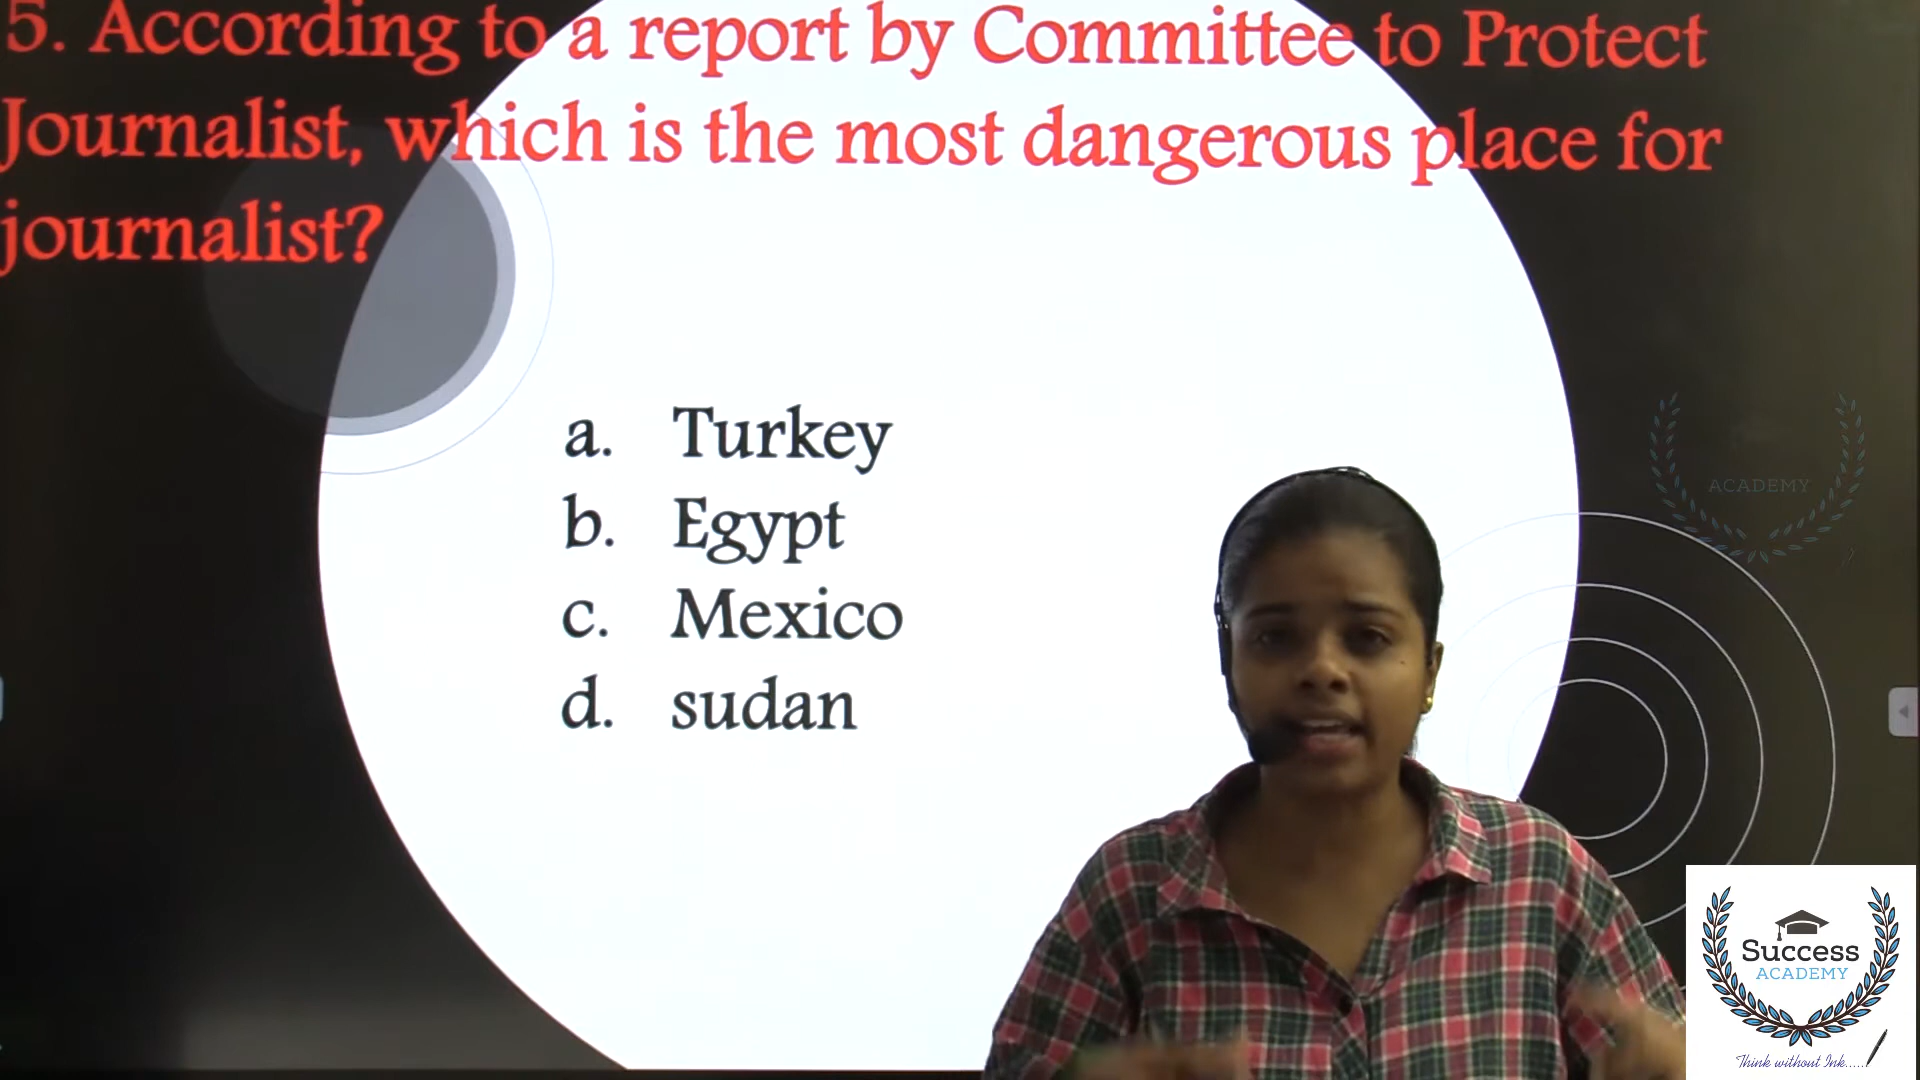 5. According to a report by Committee to Protect
Journalist, which is the most dangerous place for
journalist?
a. Turkey
b. Egypt
c. Mexico
d. sudan
ACADEMY
Success
ACADEMY
Think without Ink......